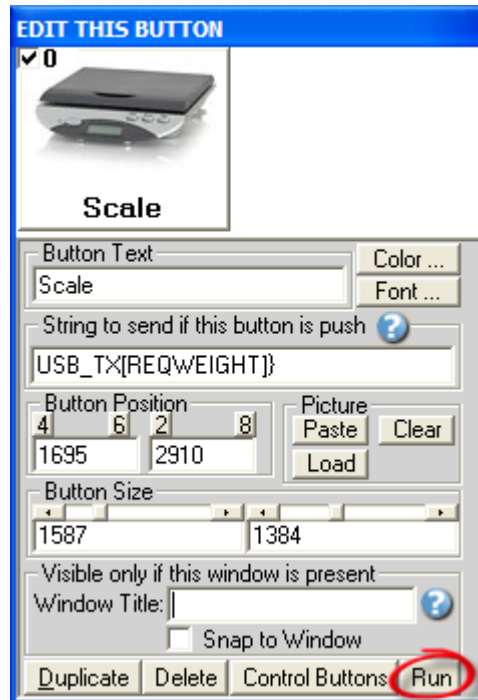 EDIT THIS BUTTON
0
Scale
Button Text
Color ...
Scale
Font ...
String to send if this button is push ?
USB_TX[REQWEIGHT]}
Button Position
Picture
4 6 2 8
Paste Clear
1695 2910
Load
Button Size
1587 1384
Visible only if this window is present
Window Title: ?
Snap to Window
Duplicate Delete Control Buttons Run